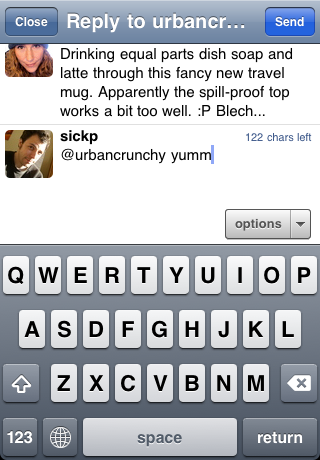 Close Reply to urbancr... Send
Drinking equal parts dish soap and
latte through this fancy new travel
mug. Apparently the spill-proof top
works a bit too well. :P Blech...
sickp 122 chars left
@urbancrunchy yumm
options
Q W E R T Y U I O P
A S D F G H J K L
Z X C V B N M
123 space return